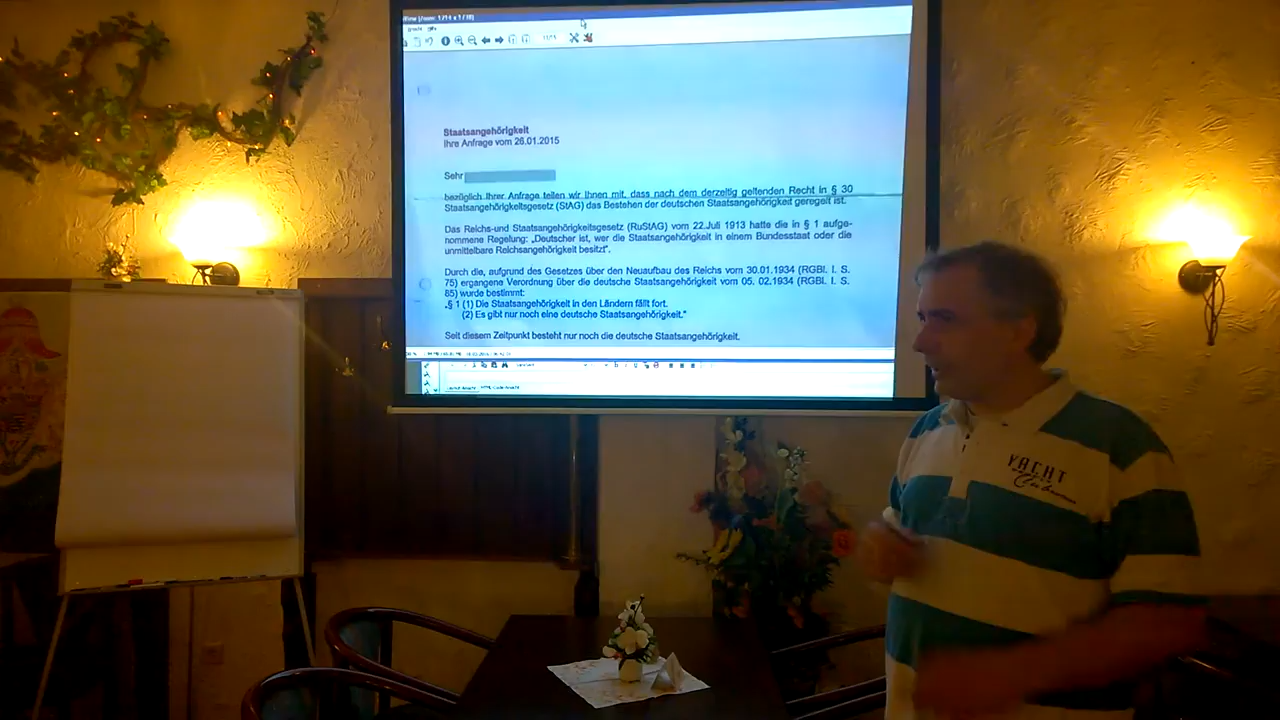 Staatsangehörigkeit
Ihre Anfrage vom 26.01.2015
Sehr
bezüglich Ihrer Anfrage teilen wir Ihnen mit, dass nach dem derzeitig geltenden Recht in § 30
Staatsangehörigkeitsgesetz (StAG) das Bestehen der deutschen Staatsangehörigkeit geregelt ist.
Das Reichs-und Staatsangehörigkeitsgesetz (RuStAG) vom 22.Juli 1913 hatte die in § 1 aufge-
nommene Regelung: „Deutscher ist, wer die Staatsangehörigkeit in einem Bundesstaat oder die
unmittelbare Reichsangehörigkeit besitzt".
Durch die, aufgrund des Gesetzes über den Neuaufbau des Reichs vom 30.01.1934 (RGBl. I. S.
75) ergangene Verordnung über die deutsche Staatsangehörigkeit vom 05. 02.1934 (RGBl. I. S.
85) wurde bestimmt:
„§ 1 (1) Die Staatsangehörigkeit in den Ländern fällt fort.
(2) Es gibt nur noch eine deutsche Staatsangehörigkeit."
Seit diesem Zeitpunkt besteht nur noch die deutsche Staatsangehörigkeit.
YACHT